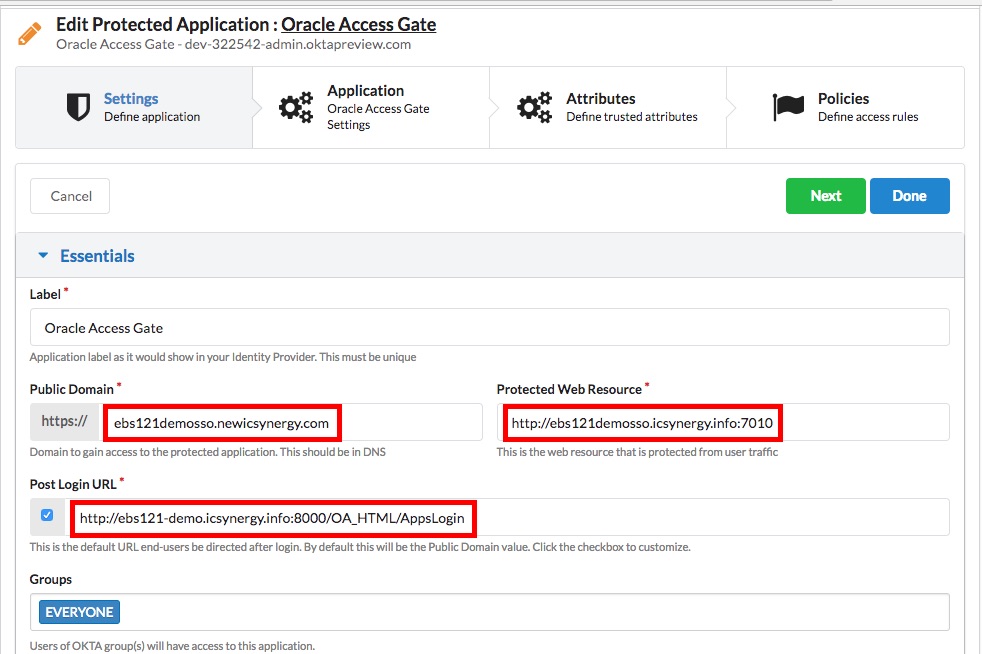 Edit Protected Application : Oracle Access Gate
Oracle Access Gate - dev-322542-admin.oktapreview.com
Settings
Define application
Application
Oracle Access Gate
Settings
Attributes
Define trusted attributes
Policies
Define access rules
Cancel
Next
Done
Essentials
Label *
Oracle Access Gate
Application label as it would show in your Identity Provider. This must be unique
Public Domain *
https://
ebs121demosso.newicsynergy.com
Domain to gain access to the protected application. This should be in DNS
Protected Web Resource *
http://ebs121demosso.icsynergy.info:7010
This is the web resource that is protected from user traffic
Post Login URL *
http://ebs121-demo.icsynergy.info:8000/OA_HTML/AppsLogin
This is the default URL end-users be directed after login. By default this will be the Public Domain value. Click the checkbox to customize.
Groups
EVERYONE
Users of OKTA group(s) will have access to this application.